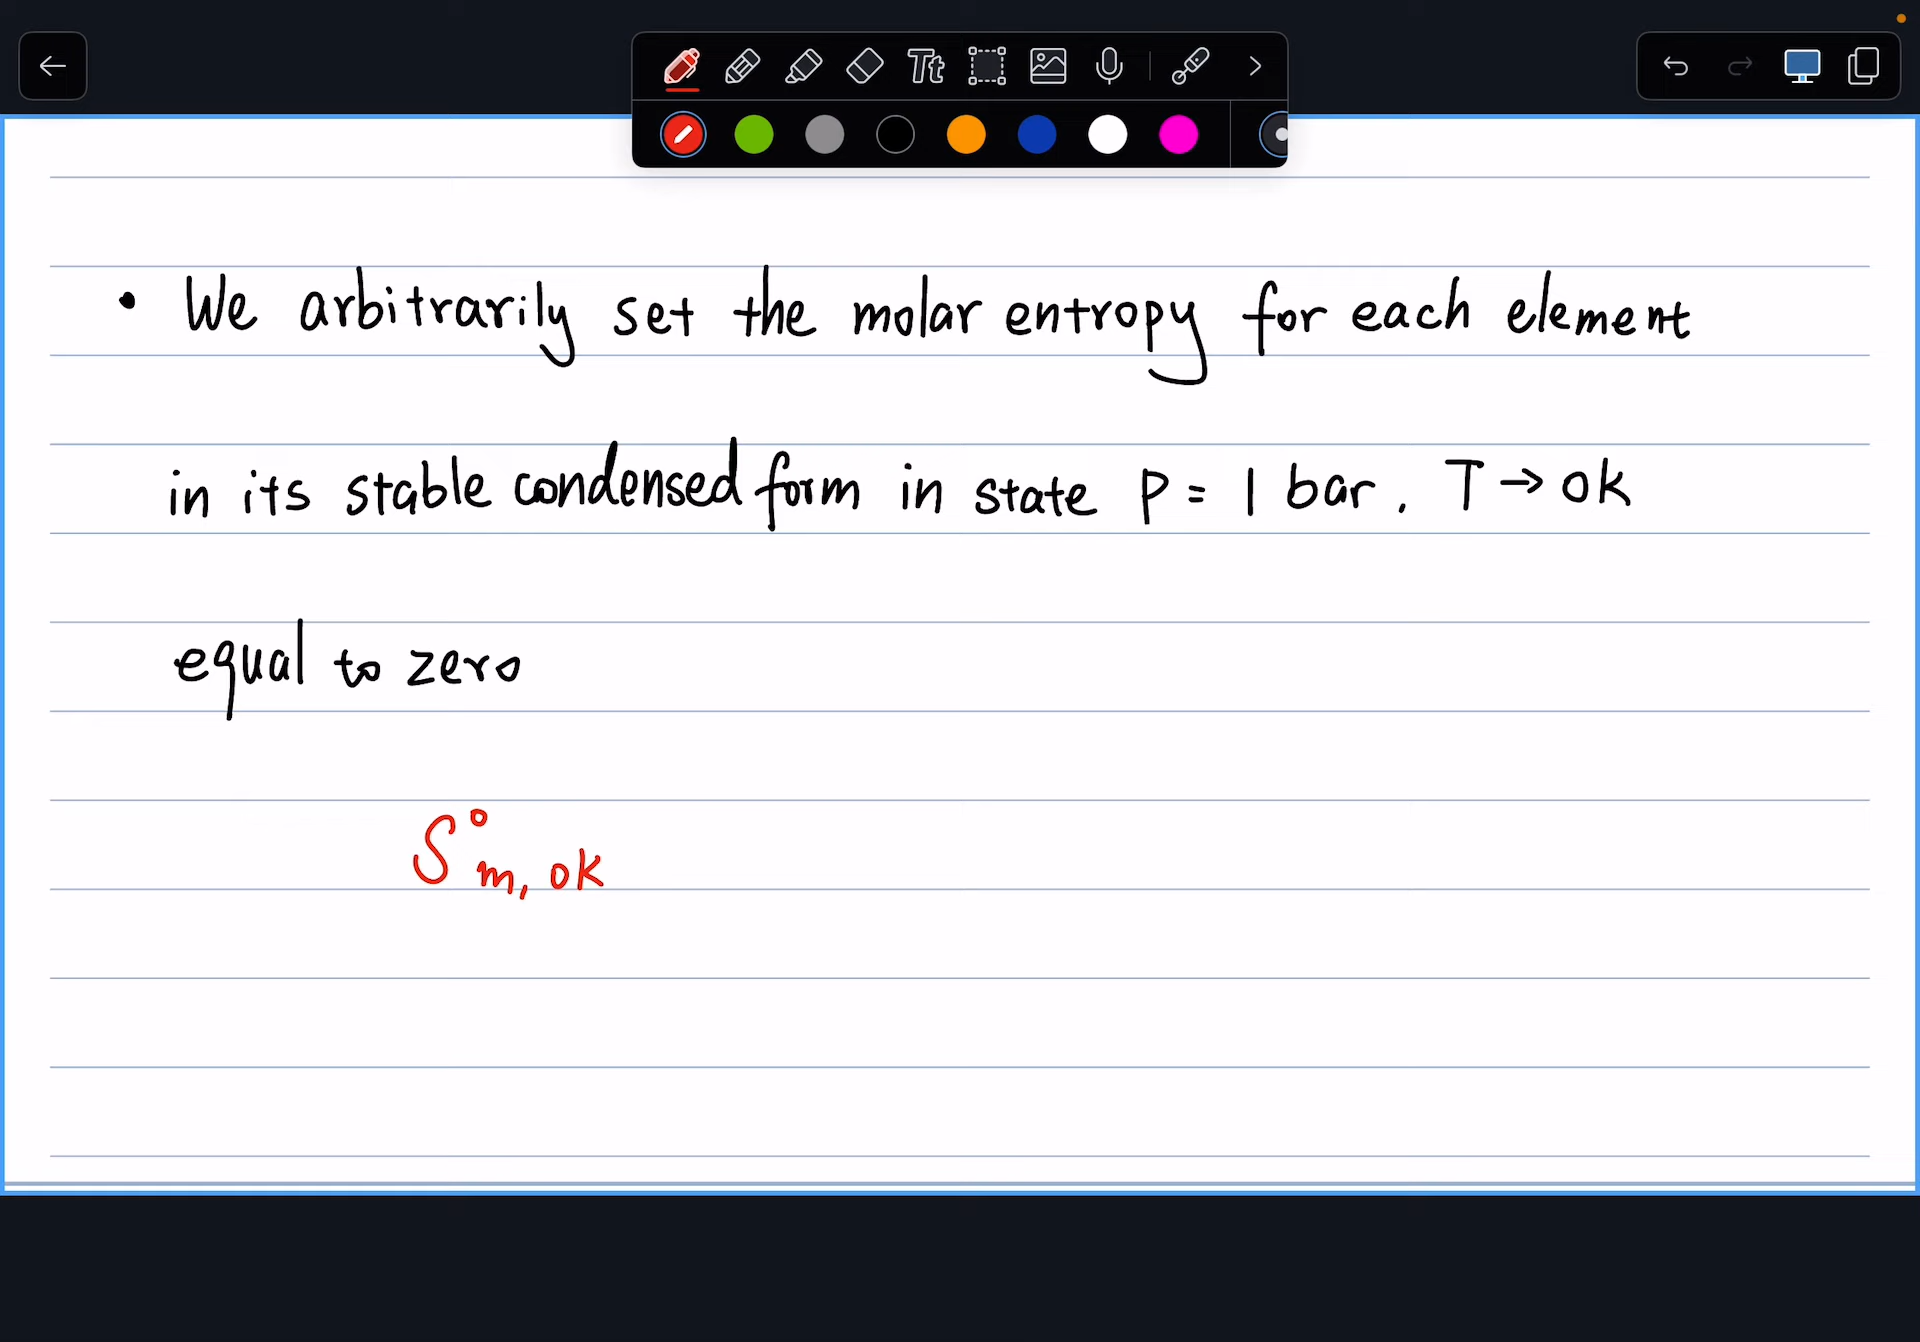 Tt
• We arbitrarily set the molar entropy for each element
in its stable condensed form in state P = 1 bar. T → 0k
equal to zero
S°m, 0K